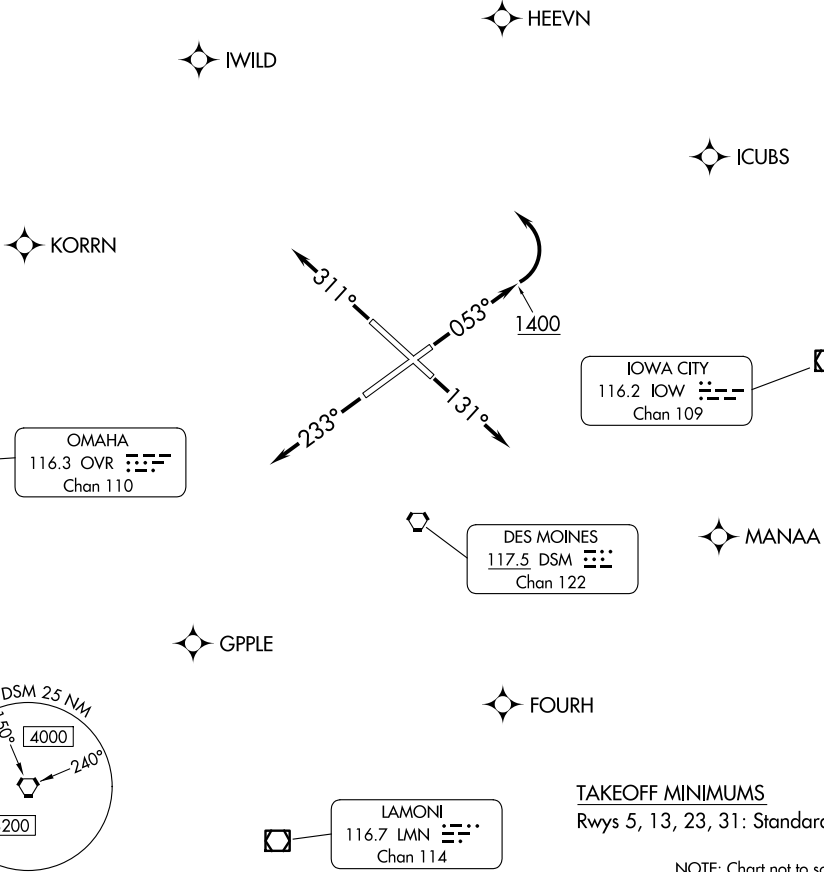 HEEVN
IWILD
ICUBS
KORRN
311°
053°
1400
131°
233°
IOWA CITY
116.2 IOW
Chan 109
OMAHA
116.3 OVR
Chan 110
DES MOINES
117.5 DSM
Chan 122
MANAA
GPPLE
FOURH
DSM 25 NM
150°
4000
240°
200
LAMONI
116.7 LMN
Chan 114
TAKEOFF MINIMUMS
Rwys 5, 13, 23, 31: Standard
NOTE: Chart not to